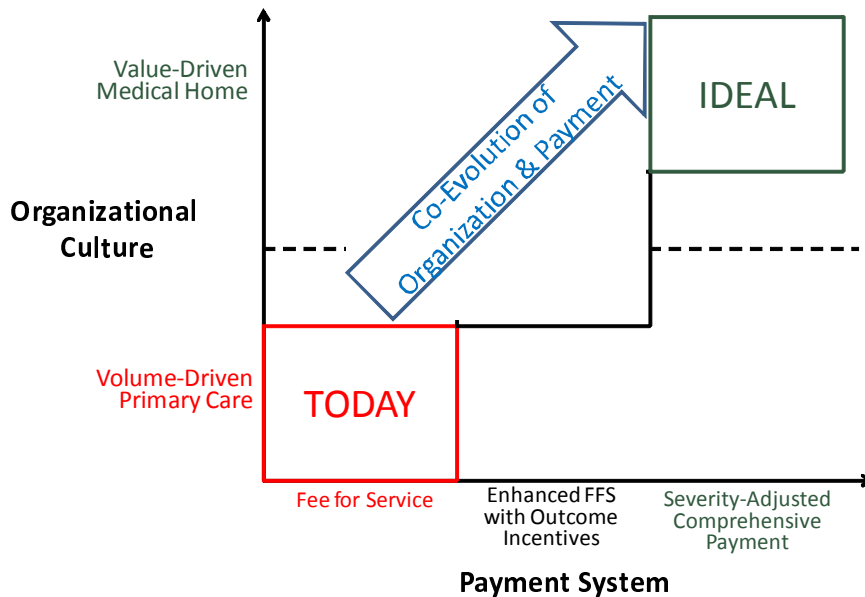 Value-Driven
Medical Home
IDEAL
Co-Evolution of
Organization & Payment
Organizational
Culture
Volume-Driven
Primary Care
TODAY
Fee for Service
Enhanced FFS
with Outcome
Incentives
Severity-Adjusted
Comprehensive
Payment
Payment System